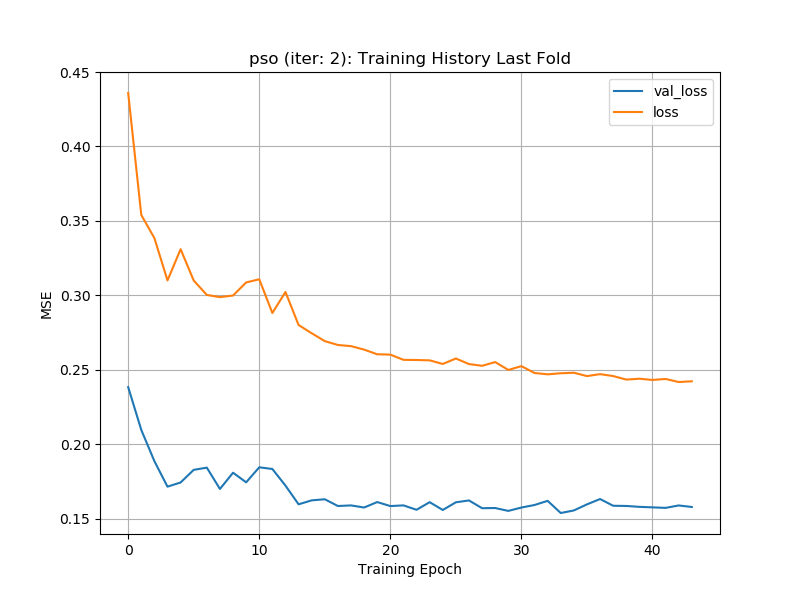 pso (iter: 2): Training History Last Fold
val_loss
loss
MSE
0.45
0.40
0.35
0.30
0.25
0.20
0.15
0 10 20 30 40
Training Epoch